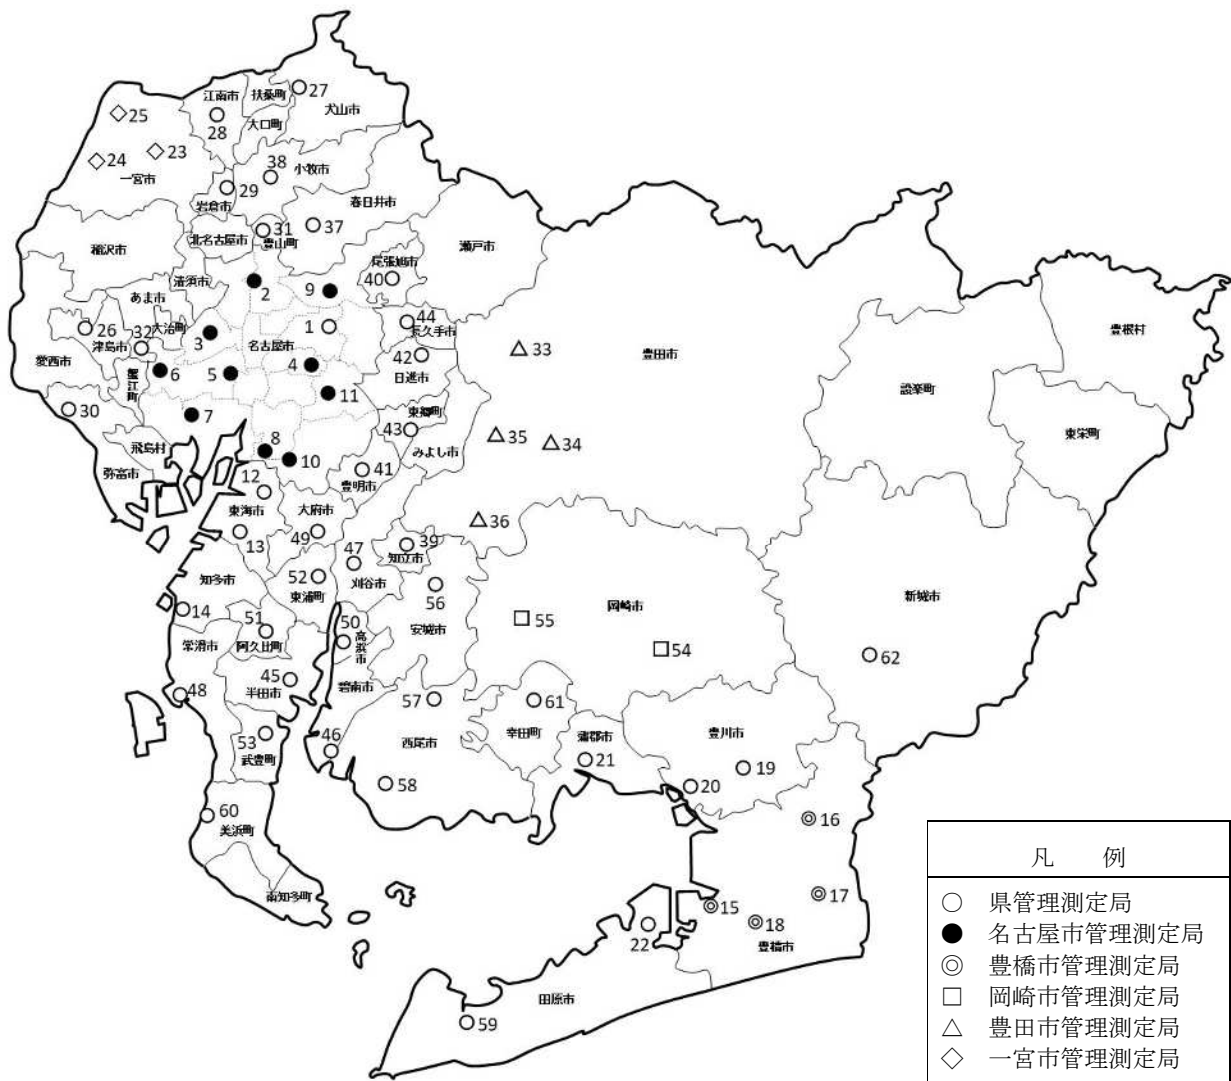 27
扶桑町
江南市
犬山市
25
大口町
28
23
24
38
小牧市
一宮市
29
岩倉市
春日井市
31
37
稲沢市
北名古屋市
豊山町
瀬戸市
尾張旭市
清須市
40
2
9
あま市
44
26
32
大治町
1
長久手市
豊根村
津島市
3
名古屋市
33
豊田市
愛西市
42
6
5
4
日進市
設楽町
蟹江町
11
30
7
東郷町
43
35
34
東栄町
飛島村
8
みよし市
弥富市
10
41
豊明市
12
東海市
大府市
36
13
49
47
39
知立市
知多市
52
刈谷市
東浦町
56
岡崎市
新城市
14
51
50
55
安城市
常滑市
阿久比町
高浜市
54
62
45
48
半田市
碧南市
57
61
53
46
西尾市
幸田町
蒲郡市
豊川市
武豊町
21
19
58
20
60
16
美浜町
凡 例
南知多町
17
15
18
○ 県管理測定局
22
豊橋市
● 名古屋市管理測定局
◎ 豊橋市管理測定局
田原市
□ 岡崎市管理測定局
59
△ 豊田市管理測定局
◇ 一宮市管理測定局